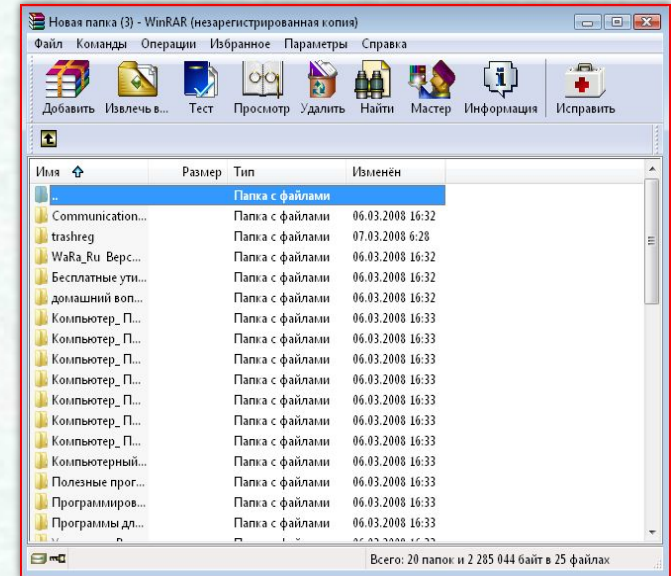 Новая папка (3) - WinRAR (незарегистрированная копия)
Файл Команды Операции Избранное Параметры Справка
Добавить Извлечь в... Тест Просмотр Удалить Найти Мастер Информация Исправить
Имя Размер Тип Изменён
.. Папка с файлами
Communication... Папка с файлами 06.03.2008 16:32
trashreg Папка с файлами 07.03.2008 6:28
WaRa_Ru Верс... Папка с файлами 06.03.2008 16:32
Бесплатные ути... Папка с файлами 06.03.2008 16:32
домашний воп... Папка с файлами 06.03.2008 16:32
Компьютер_ П... Папка с файлами 06.03.2008 16:33
Компьютер_ П... Папка с файлами 06.03.2008 16:33
Компьютер_ П... Папка с файлами 06.03.2008 16:33
Компьютер_ П... Папка с файлами 06.03.2008 16:33
Компьютер_ П... Папка с файлами 06.03.2008 16:33
Компьютер_ П... Папка с файлами 06.03.2008 16:33
Компьютер_ П... Папка с файлами 06.03.2008 16:33
Компьютерный... Папка с файлами 06.03.2008 16:33
Полезные прог... Папка с файлами 06.03.2008 16:33
Программиров... Папка с файлами 06.03.2008 16:33
Программы дл... Папка с файлами 06.03.2008 16:33
Всего: 20 папок и 2 285 044 байт в 25 файлах